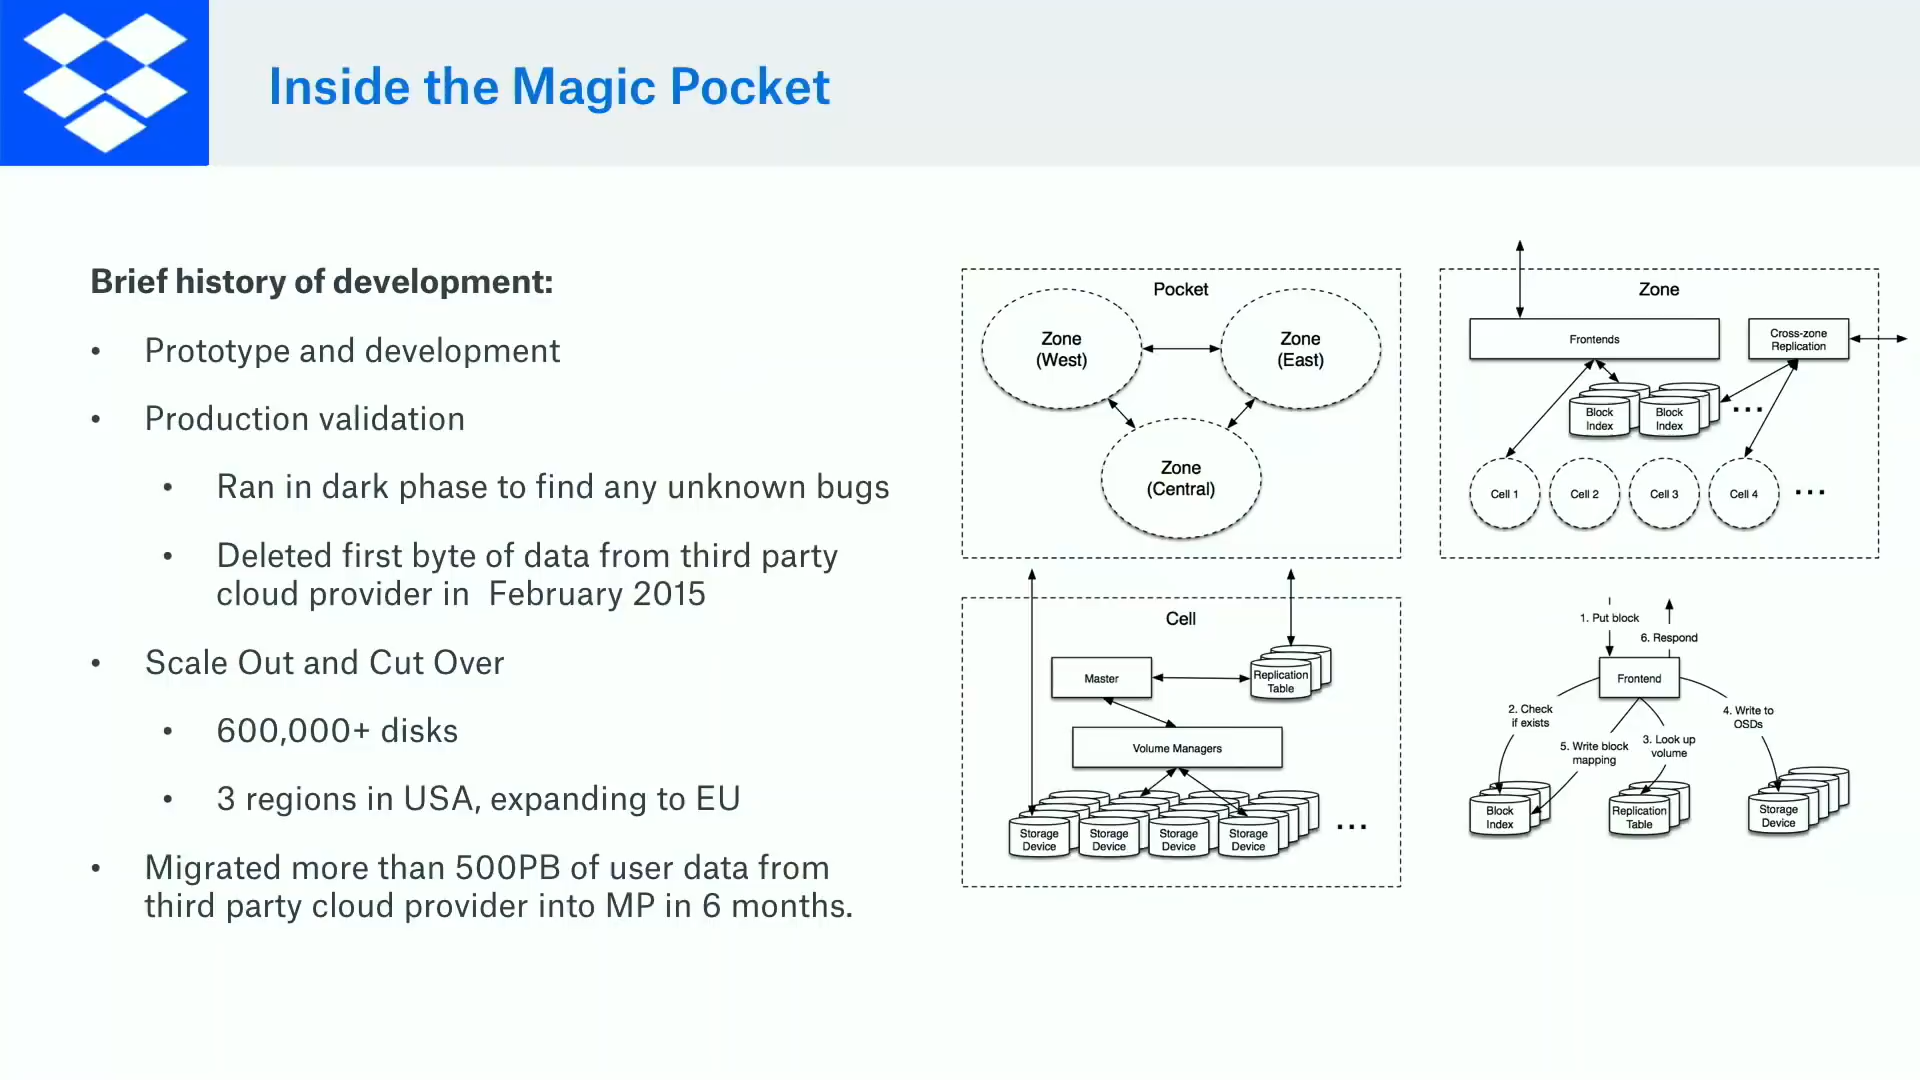 Inside the Magic Pocket
Brief history of development:
• Prototype and development
• Production validation
• Ran in dark phase to find any unknown bugs
• Deleted first byte of data from third party
cloud provider in February 2015
• Scale Out and Cut Over
• 600,000+ disks
• 3 regions in USA, expanding to EU
• Migrated more than 500PB of user data from
third party cloud provider into MP in 6 months.
Pocket
Zone
(West)
Zone
(East)
Zone
(Central)
Zone
Frontends
Cross-zone
Replication
Block
Index
Block
Index
...
Cell 1
Cell 2
Cell 3
Cell 4
...
Cell
Master
Replication
Table
Volume Managers
Storage
Device
Storage
Device
Storage
Device
Storage
Device
...
1. Put block
6. Respond
Frontend
2. Check
if exists
5. Write block
mapping
3. Look up
volume
4. Write to
OSDs
Block
Index
Replication
Table
Storage
Device